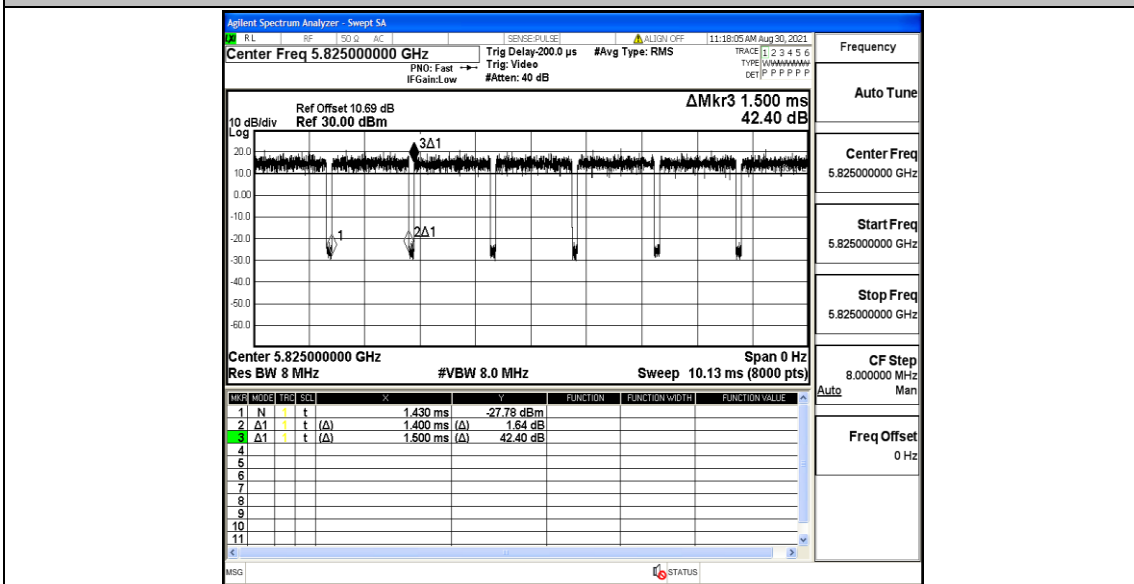 Agilent Spectrum Analyzer - Swept SA
RL RF 50 Ω AC SENSE:PULSE ALIGN OFF 11:18:05 AM Aug 30, 2021
Center Freq 5.825000000 GHz
PNO: Fast
IFGain:Low
Trig Delay-200.0 µs
Trig: Video
#Atten: 40 dB
#Avg Type: RMS
TRACE 1 2 3 4 5 6
TYPE
DET P P P P P P
Frequency
Auto Tune
Center Freq
5.825000000 GHz
Start Freq
5.825000000 GHz
Stop Freq
5.825000000 GHz
CF Step
8.000000 MHz
Auto Man
Freq Offset
0 Hz
ΔMkr3 1.500 ms
42.40 dB
Ref Offset 10.69 dB
10 dB/div Ref 30.00 dBm
Log
20.0
10.0
0.00
-10.0
-20.0
-30.0
-40.0
-50.0
-60.0
3Δ1
1
2Δ1
Center 5.825000000 GHz Span 0 Hz
Res BW 8 MHz #VBW 8.0 MHz Sweep 10.13 ms (8000 pts)
MKR MODE TRC SCL X Y FUNCTION FUNCTION WIDTH FUNCTION VALUE
1 N t 1.430 ms -27.78 dBm
2 Δ1 t (Δ) 1.400 ms (Δ) 1.64 dB
3 Δ1 t (Δ) 1.500 ms (Δ) 42.40 dB
4
5
6
7
8
9
10
11
MSG STATUS